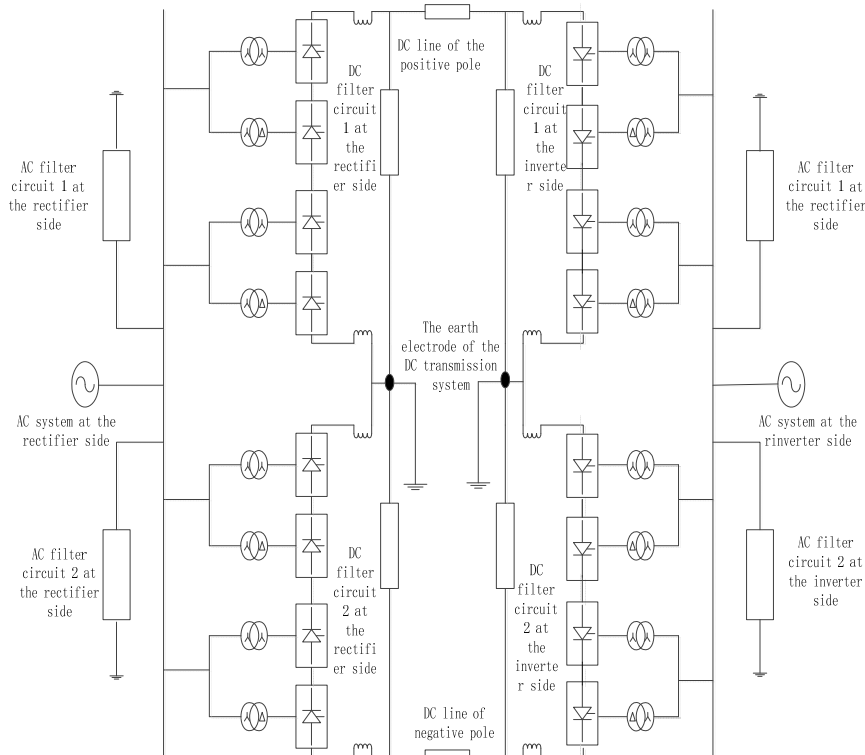 DC line of the
positive pole
DC
filter
circuit
1 at
the
rectifi
er side
DC
filter
circuit
1 at
the
inverte
r side
AC filter
circuit 1 at
the rectifier
side
AC filter
circuit 1 at
the rectifier
side
The earth
electrode of the
DC transmission
system
AC system at the
rectifier side
AC system at the
rinverter side
AC filter
circuit 2 at
the rectifier
side
DC
filter
circuit
2 at
the
rectifi
er side
DC
filter
circuit
2 at
the
inverte
r side
AC filter
circuit 2 at
the inverter
side
DC line of
negative pole